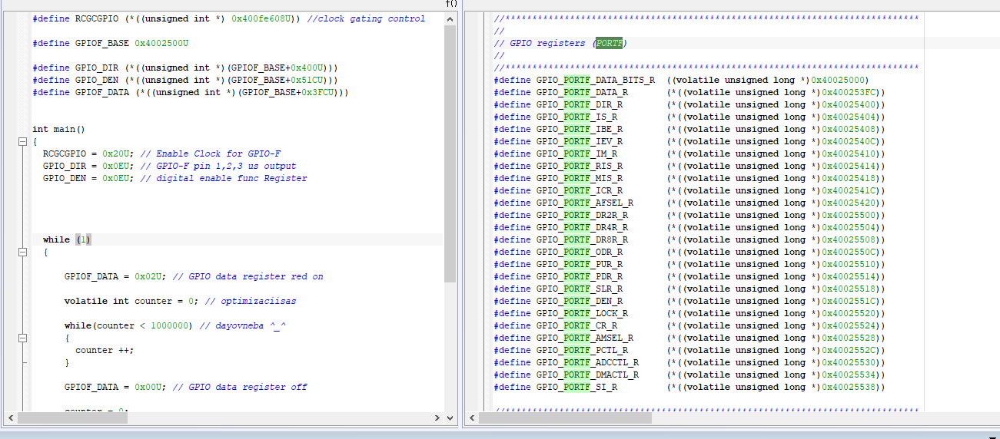 f()
#define RCGCGPIO (*((unsigned int *) 0x400fe608U)) //clock gating control
#define GPIOF_BASE 0x4002500U
#define GPIO_DIR (*((unsigned int *)(GPIOF_BASE+0x400U)))
#define GPIO_DEN (*((unsigned int *)(GPIOF_BASE+0x51CU)))
#define GPIOF_DATA (*((unsigned int *)(GPIOF_BASE+0x3FCU)))
int main()
{
RCGCGPIO = 0x20U; // Enable Clock for GPIO-F
GPIO_DIR = 0x0EU; // GPIO-F pin 1,2,3 us output
GPIO_DEN = 0x0EU; // digital enable func Register
while (1)
{
GPIOF_DATA = 0x02U; // GPIO data register red on
volatile int counter = 0; // optimizaciisas
while(counter < 1000000) // dayovneba ^_^
{
counter ++;
}
GPIOF_DATA = 0x00U; // GPIO data register off
counter = 0;
//*****************************************************************************
//
// GPIO registers (PORTF)
//
//*****************************************************************************
#define GPIO_PORTF_DATA_BITS_R ((volatile unsigned long *)0x40025000)
#define GPIO_PORTF_DATA_R (*((volatile unsigned long *)0x400253FC))
#define GPIO_PORTF_DIR_R (*((volatile unsigned long *)0x40025400))
#define GPIO_PORTF_IS_R (*((volatile unsigned long *)0x40025404))
#define GPIO_PORTF_IBE_R (*((volatile unsigned long *)0x40025408))
#define GPIO_PORTF_IEV_R (*((volatile unsigned long *)0x4002540C))
#define GPIO_PORTF_IM_R (*((volatile unsigned long *)0x40025410))
#define GPIO_PORTF_RIS_R (*((volatile unsigned long *)0x40025414))
#define GPIO_PORTF_MIS_R (*((volatile unsigned long *)0x40025418))
#define GPIO_PORTF_ICR_R (*((volatile unsigned long *)0x4002541C))
#define GPIO_PORTF_AFSEL_R (*((volatile unsigned long *)0x40025420))
#define GPIO_PORTF_DR2R_R (*((volatile unsigned long *)0x40025500))
#define GPIO_PORTF_DR4R_R (*((volatile unsigned long *)0x40025504))
#define GPIO_PORTF_DR8R_R (*((volatile unsigned long *)0x40025508))
#define GPIO_PORTF_ODR_R (*((volatile unsigned long *)0x4002550C))
#define GPIO_PORTF_PUR_R (*((volatile unsigned long *)0x40025510))
#define GPIO_PORTF_PDR_R (*((volatile unsigned long *)0x40025514))
#define GPIO_PORTF_SLR_R (*((volatile unsigned long *)0x40025518))
#define GPIO_PORTF_DEN_R (*((volatile unsigned long *)0x4002551C))
#define GPIO_PORTF_LOCK_R (*((volatile unsigned long *)0x40025520))
#define GPIO_PORTF_CR_R (*((volatile unsigned long *)0x40025524))
#define GPIO_PORTF_AMSEL_R (*((volatile unsigned long *)0x40025528))
#define GPIO_PORTF_PCTL_R (*((volatile unsigned long *)0x4002552C))
#define GPIO_PORTF_ADCCTL_R (*((volatile unsigned long *)0x40025530))
#define GPIO_PORTF_DMACTL_R (*((volatile unsigned long *)0x40025534))
#define GPIO_PORTF_SI_R (*((volatile unsigned long *)0x40025538))
//*****************************************************************************